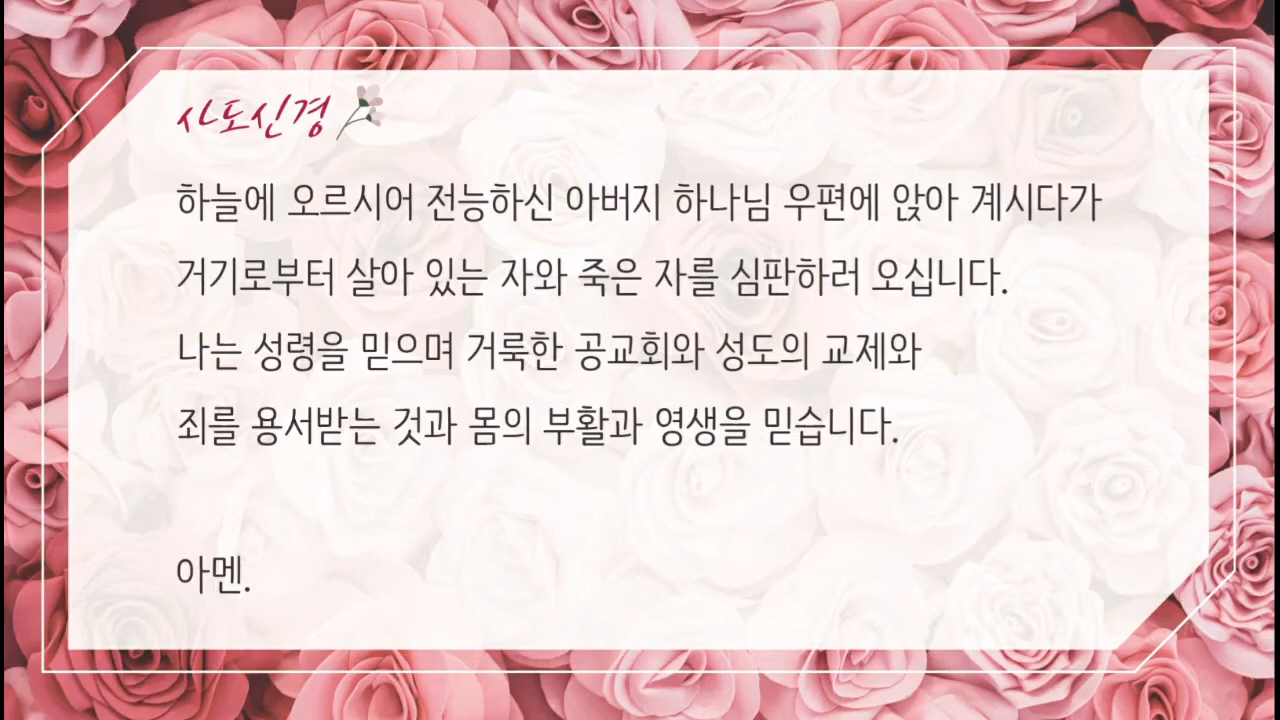 사도신경
하늘에 오르시어 전능하신 아버지 하나님 우편에 앉아 계시다가
거기로부터 살아 있는 자와 죽은 자를 심판하러 오십니다.
나는 성령을 믿으며 거룩한 공교회와 성도의 교제와
죄를 용서받는 것과 몸의 부활과 영생을 믿습니다.
아멘.